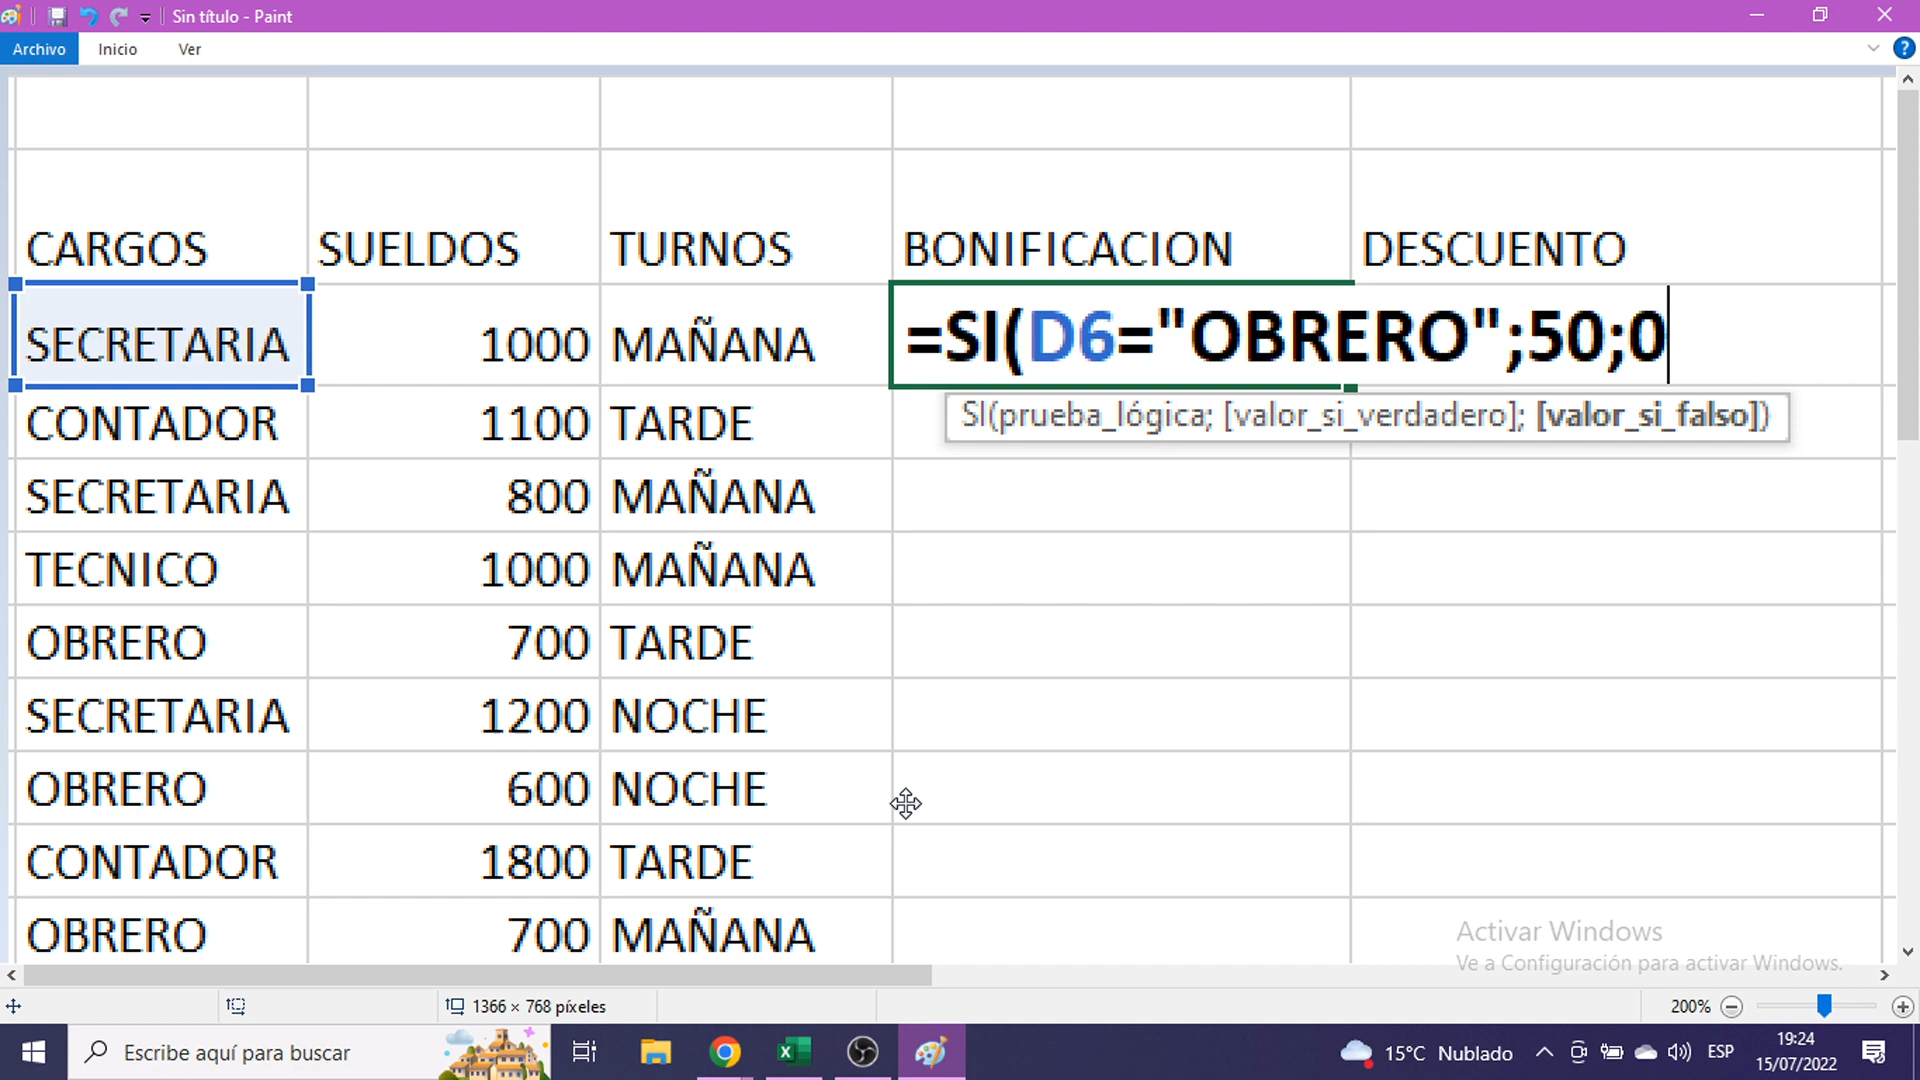 Sin título - Paint
Archivo Inicio Ver
CARGOS SUELDOS TURNOS BONIFICACION DESCUENTO
SECRETARIA 1000 MAÑANA =SI(D6="OBRERO";50;0
SI(prueba_lógica; [valor_si_verdadero]; [valor_si_falso])
CONTADOR 1100 TARDE
SECRETARIA 800 MAÑANA
TECNICO 1000 MAÑANA
OBRERO 700 TARDE
SECRETARIA 1200 NOCHE
OBRERO 600 NOCHE
CONTADOR 1800 TARDE
OBRERO 700 MAÑANA
Activar Windows
Ve a Configuración para activar Windows.
1366 × 768 píxeles 200%
Escribe aquí para buscar 15°C Nublado ESP 19:24
15/07/2022